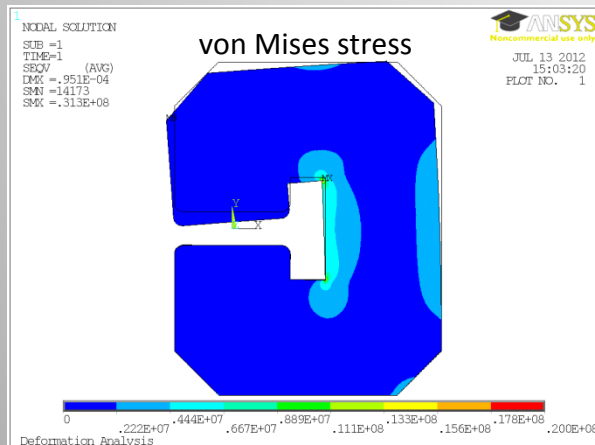 1
NODAL SOLUTION
SUB =1
TIME=1
SEQV (AVG)
DMX =.951E-04
SMN =14173
SMX =.313E+08
von Mises stress
ANSYS
Noncommercial use only
JUL 13 2012
15:03:20
PLOT NO. 1
MX
Y
X
0 .222E+07 .444E+07 .667E+07 .889E+07 .111E+08 .133E+08 .156E+08 .178E+08 .200E+08
Deformation Analysis